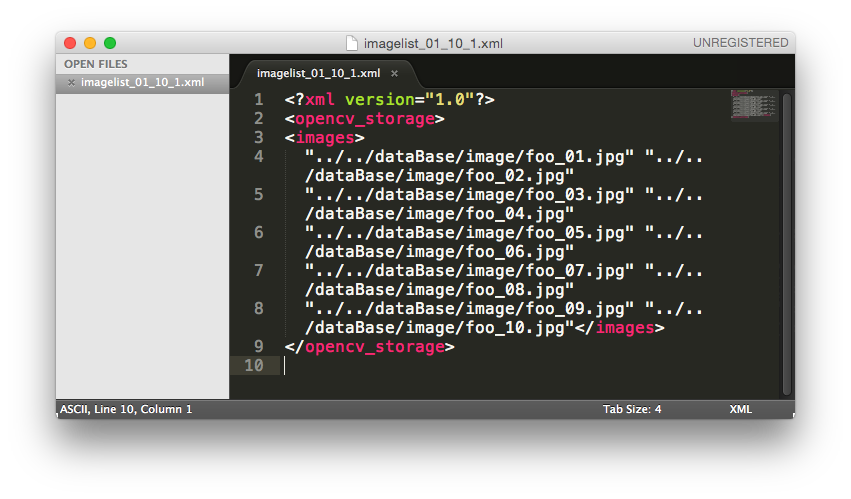 imagelist_01_10_1.xml
UNREGISTERED
OPEN FILES
× imagelist_01_10_1.xml
imagelist_01_10_1.xml ×
1 <?xml version="1.0"?>
2 <opencv_storage>
3 <images>
4 "../../dataBase/image/foo_01.jpg" "../..
/dataBase/image/foo_02.jpg"
5 "../../dataBase/image/foo_03.jpg" "../..
/dataBase/image/foo_04.jpg"
6 "../../dataBase/image/foo_05.jpg" "../..
/dataBase/image/foo_06.jpg"
7 "../../dataBase/image/foo_07.jpg" "../..
/dataBase/image/foo_08.jpg"
8 "../../dataBase/image/foo_09.jpg" "../..
/dataBase/image/foo_10.jpg"</images>
9 </opencv_storage>
10
ASCII, Line 10, Column 1
Tab Size: 4
XML